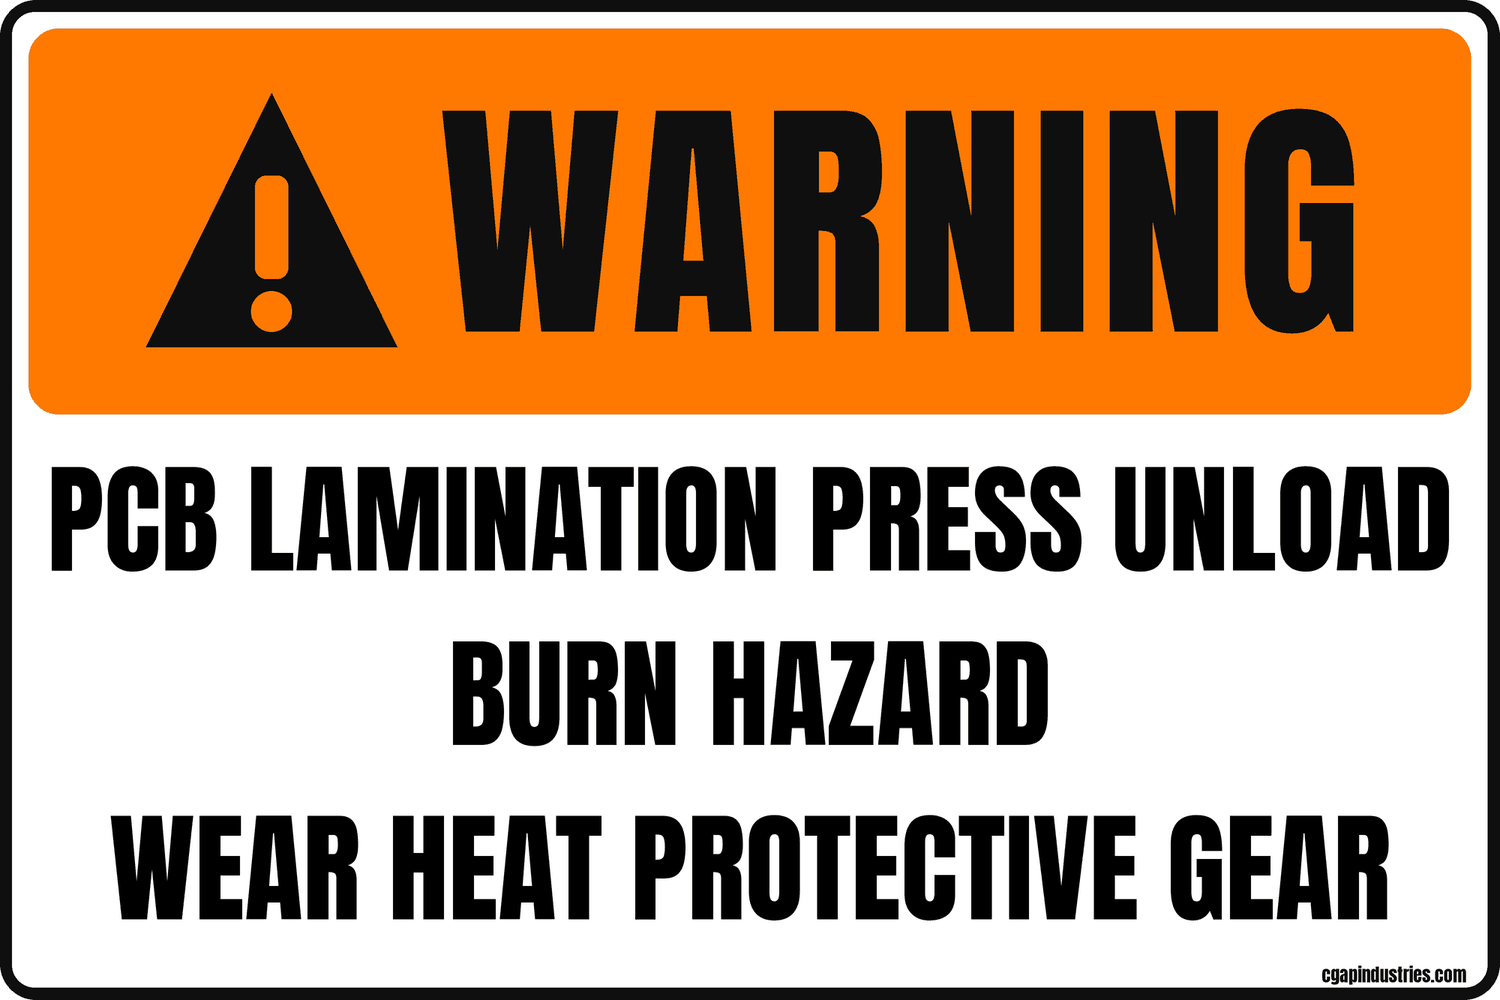 WARNING
PCB LAMINATION PRESS UNLOAD
BURN HAZARD
WEAR HEAT PROTECTIVE GEAR
cgapindustries.com